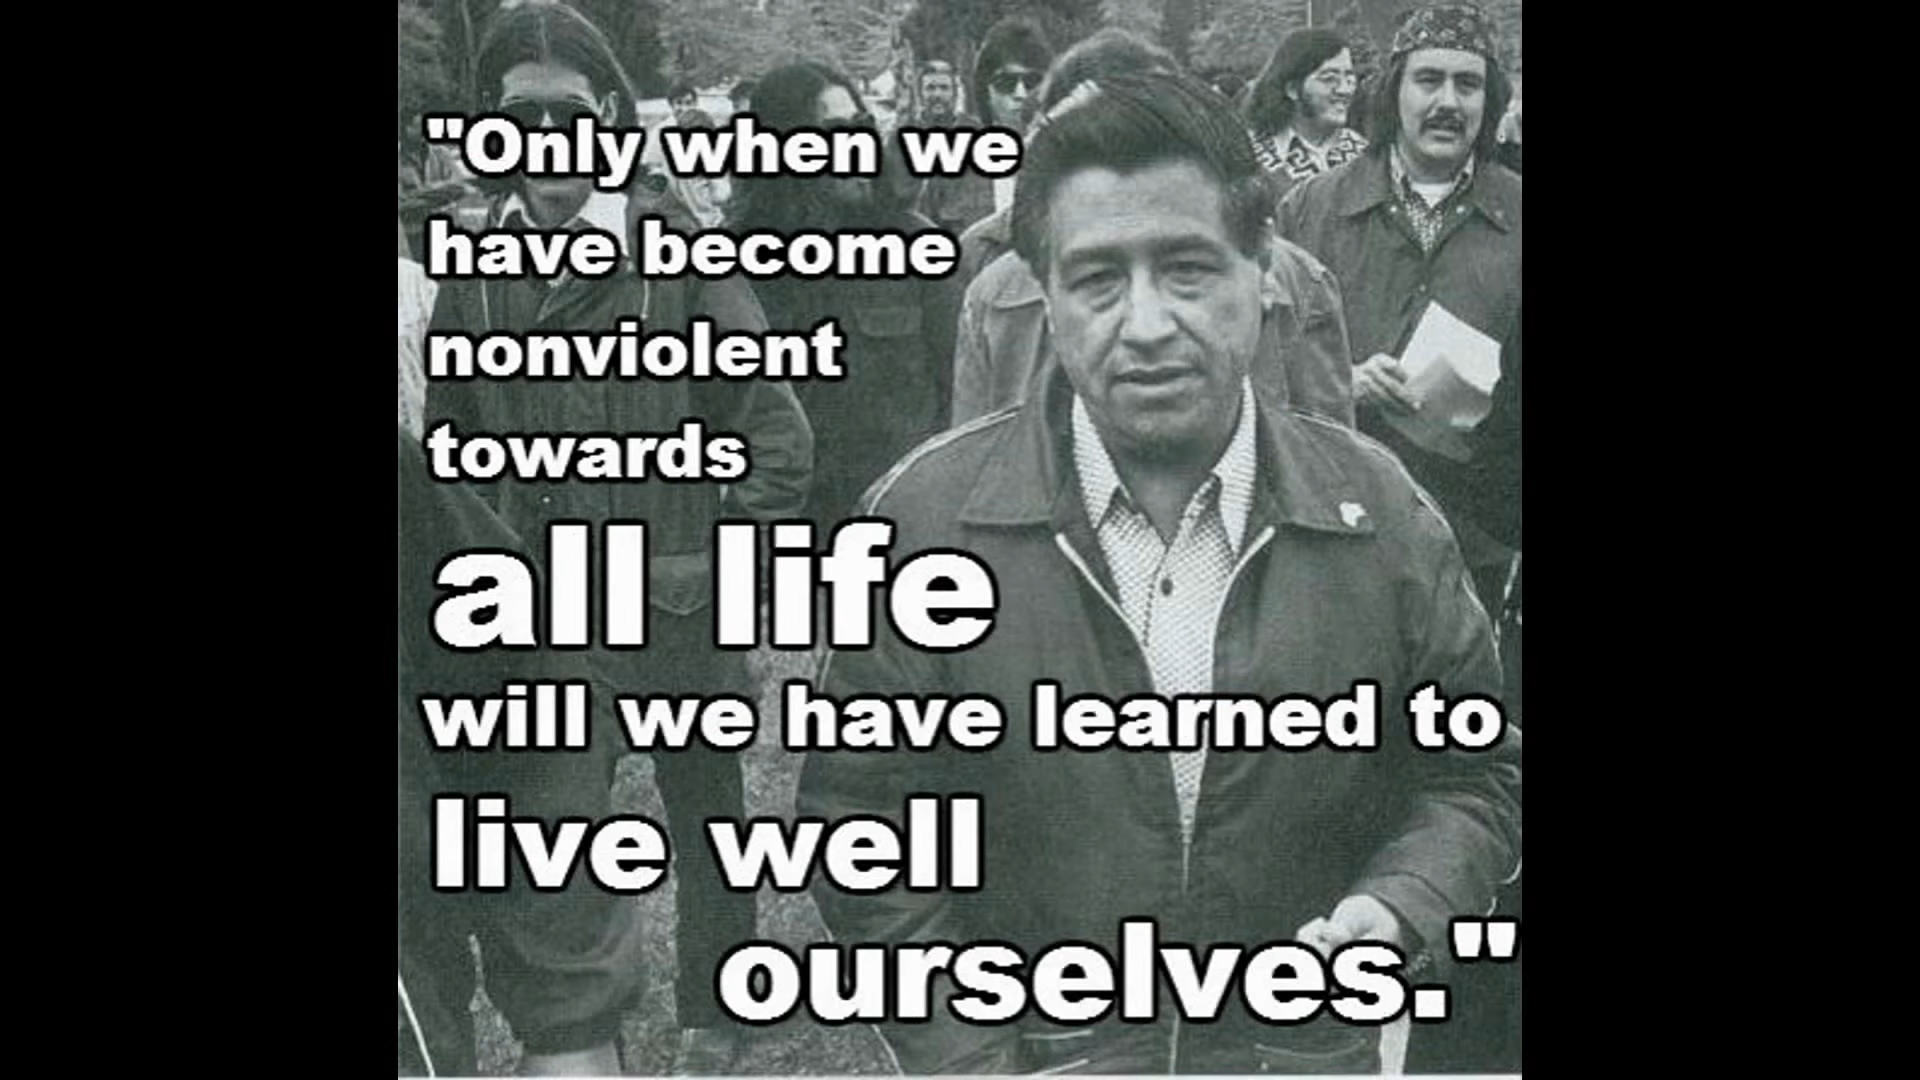 "Only when we
have become
nonviolent
towards
all life
will we have learned to
live well
ourselves."